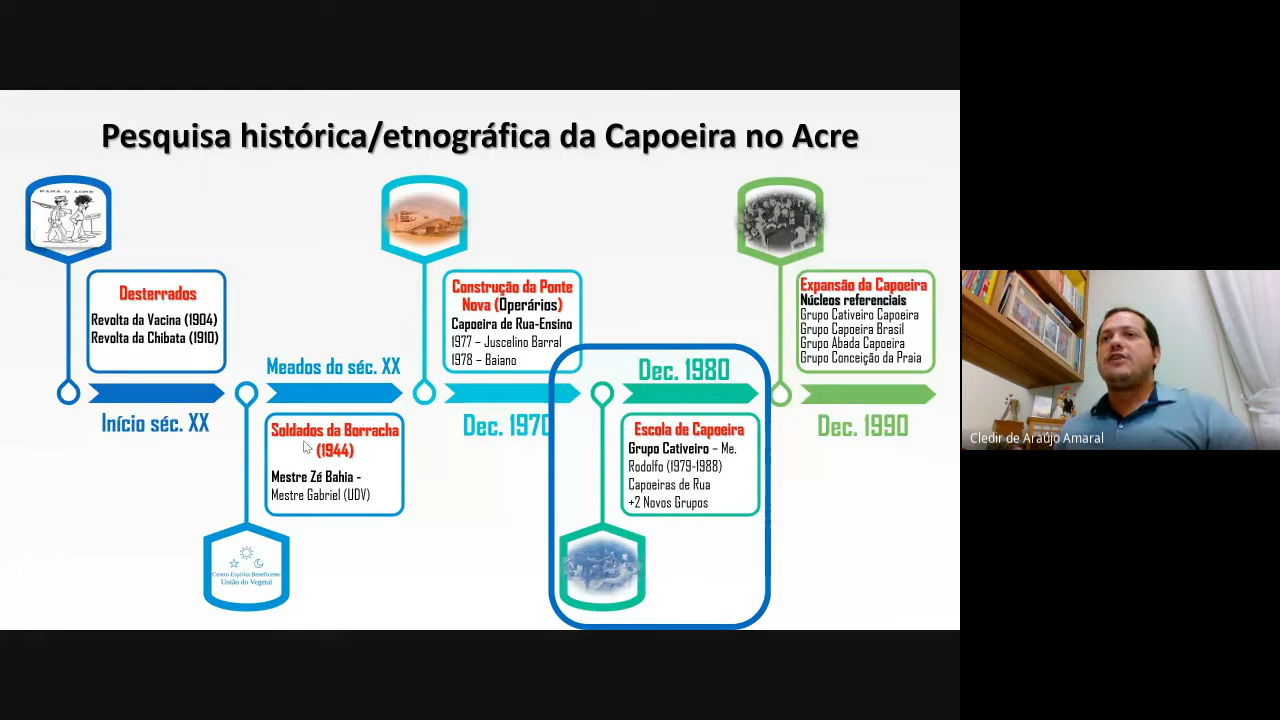 Pesquisa histórica/etnográfica da Capoeira no Acre
PARA O ACRE
Desterrados
Revolta da Vacina (1904)
Revolta da Chibata (1910)
Início séc. XX
Meados do séc. XX
Soldados da Borracha
(1944)
Mestre Zé Bahia -
Mestre Gabriel (UDV)
Centro Espírita Beneficente
União do Vegetal
Construção da Ponte
Nova (Operários)
Capoeira de Rua-Ensino
1977 – Juscelino Barral
1978 – Baiano
Dec. 1970
Dec. 1980
Escola de Capoeira
Grupo Cativeiro – Me.
Rodolfo (1979-1988)
Capoeiras de Rua
+2 Novos Grupos
Expansão da Capoeira
Núcleos referenciais
Grupo Cativeiro Capoeira
Grupo Capoeira Brasil
Grupo Abada Capoeira
Grupo Conceição da Praia
Dec. 1990
Cledir de Araújo Amaral